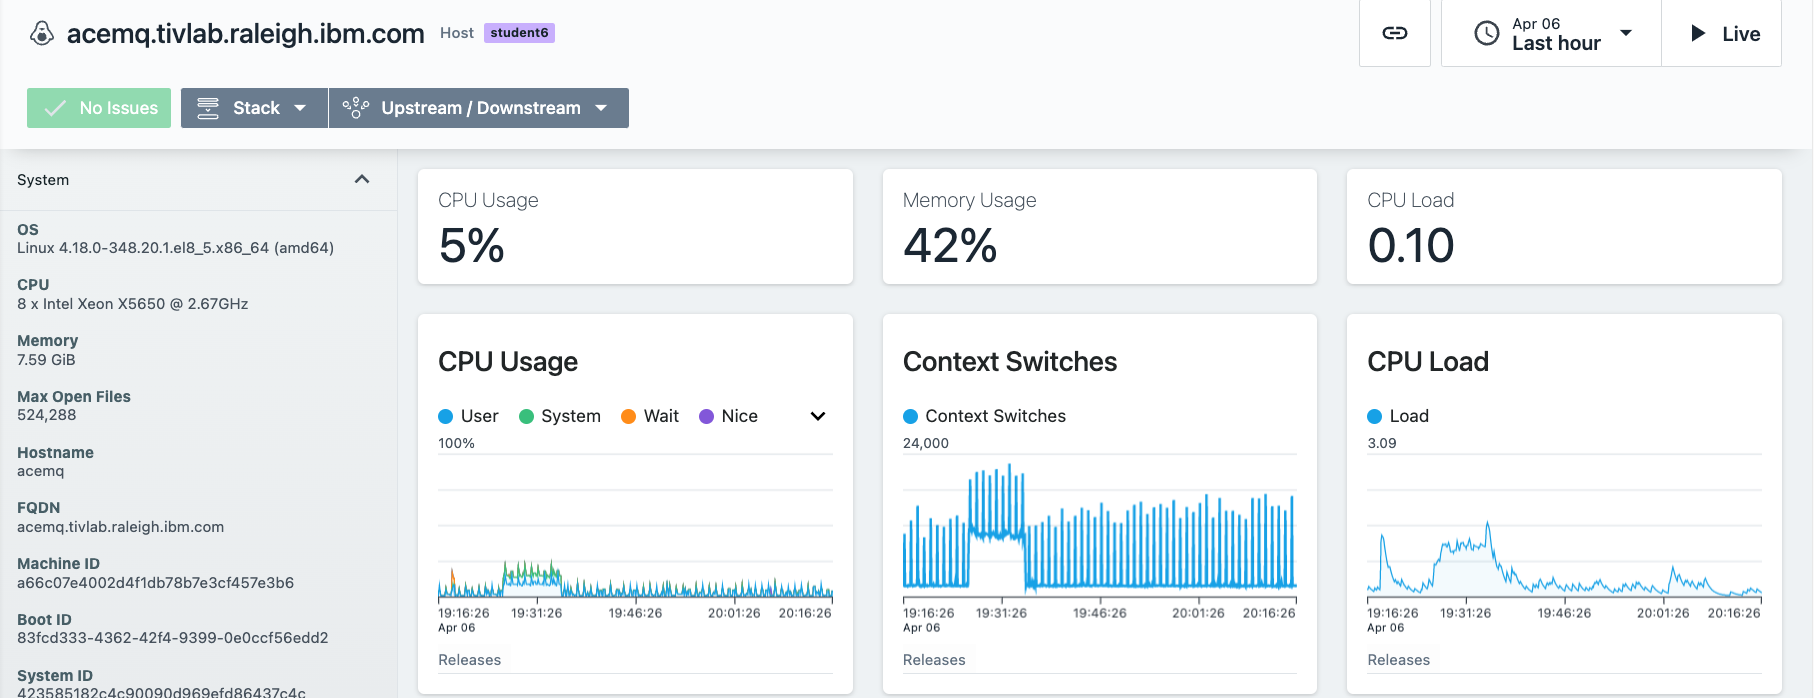 acemq.tivlab.raleigh.ibm.com Host student6
Apr 06
Last hour
Live
No Issues
Stack
Upstream / Downstream
System
OS
Linux 4.18.0-348.20.1.el8_5.x86_64 (amd64)
CPU
8 x Intel Xeon X5650 @ 2.67GHz
Memory
7.59 GiB
Max Open Files
524,288
Hostname
acemq
FQDN
acemq.tivlab.raleigh.ibm.com
Machine ID
a66c07e4002d4f1db78b7e3cf457e3b6
Boot ID
83fcd333-4362-42f4-9399-0e0ccf56edd2
System ID
423585182c4c90090d969efd86437c4c
CPU Usage
5%
Memory Usage
42%
CPU Load
0.10
CPU Usage
User System Wait Nice
100%
19:16:26 19:31:26 19:46:26 20:01:26 20:16:26
Apr 06
Releases
Context Switches
Context Switches
24,000
19:16:26 19:31:26 19:46:26 20:01:26 20:16:26
Apr 06
Releases
CPU Load
Load
3.09
19:16:26 19:31:26 19:46:26 20:01:26 20:16:26
Apr 06
Releases